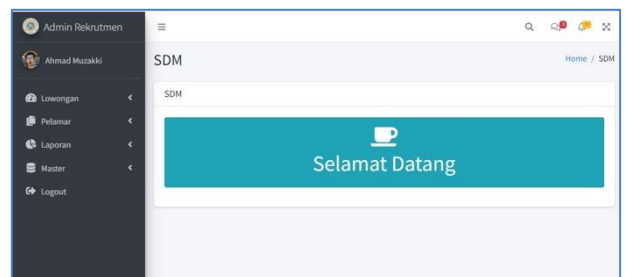 Admin Rekrutmen
Ahmad Muzakki
Lowongan
Pelamar
Laporan
Master
Logout
SDM
Home / SDM
SDM
Selamat Datang